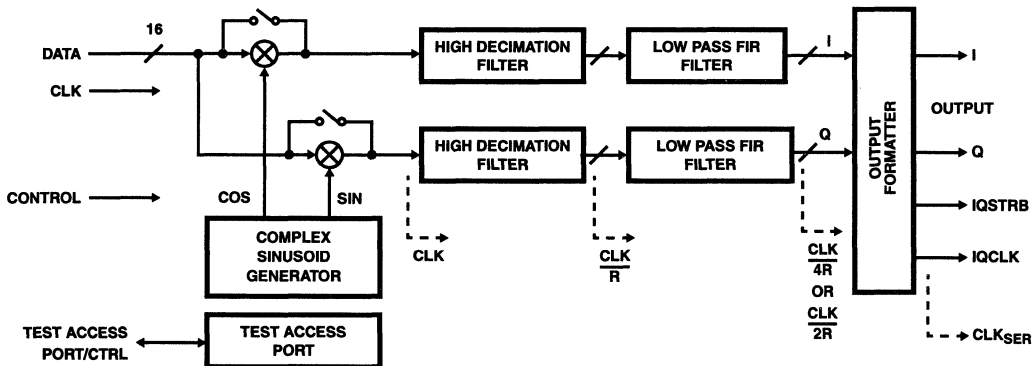 16
DATA
CLK
CONTROL
HIGH DECIMATION
FILTER
LOW PASS FIR
FILTER
I
HIGH DECIMATION
FILTER
LOW PASS FIR
FILTER
Q
OUTPUT
FORMATTER
I
OUTPUT
Q
IQSTRB
IQCLK
CLKSER
COS
SIN
COMPLEX
SINUSOID
GENERATOR
CLK
CLK
R
CLK
4R
OR
CLK
2R
TEST ACCESS
PORT/CTRL
TEST ACCESS
PORT